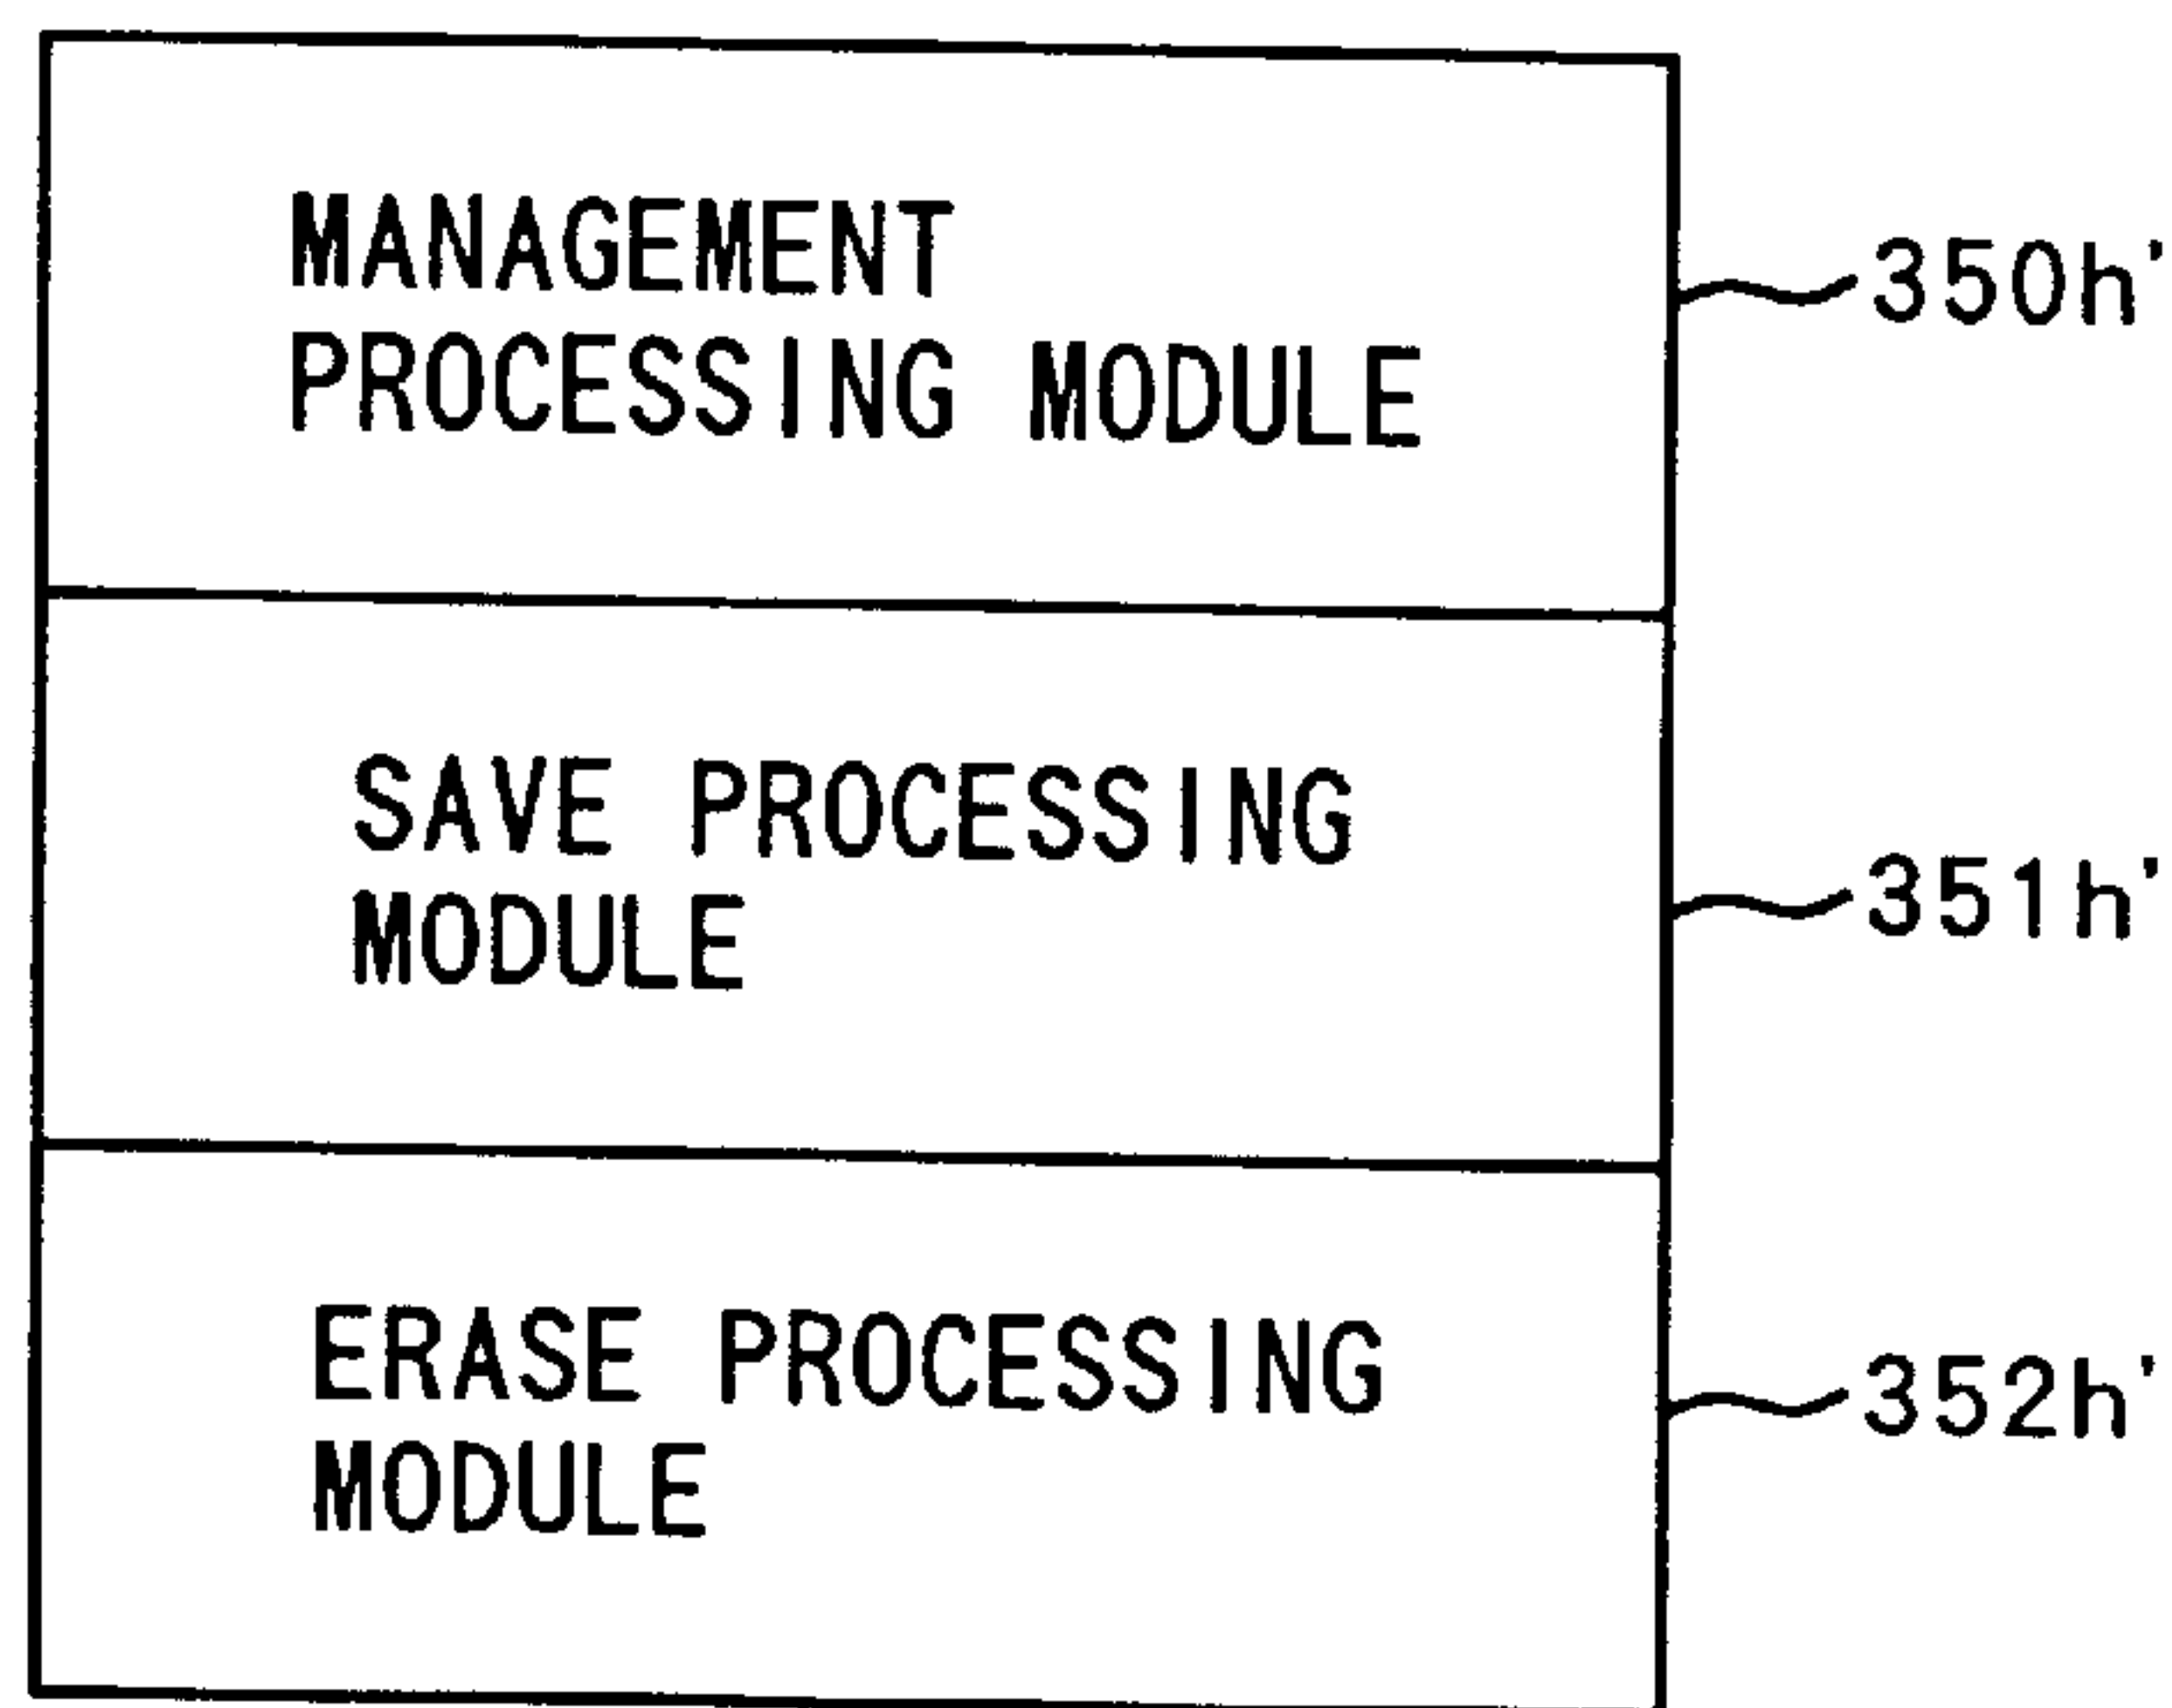 MANAGEMENT
PROCESSING MODULE
350h'
SAVE PROCESSING
MODULE
351h'
ERASE PROCESSING
MODULE
352h'